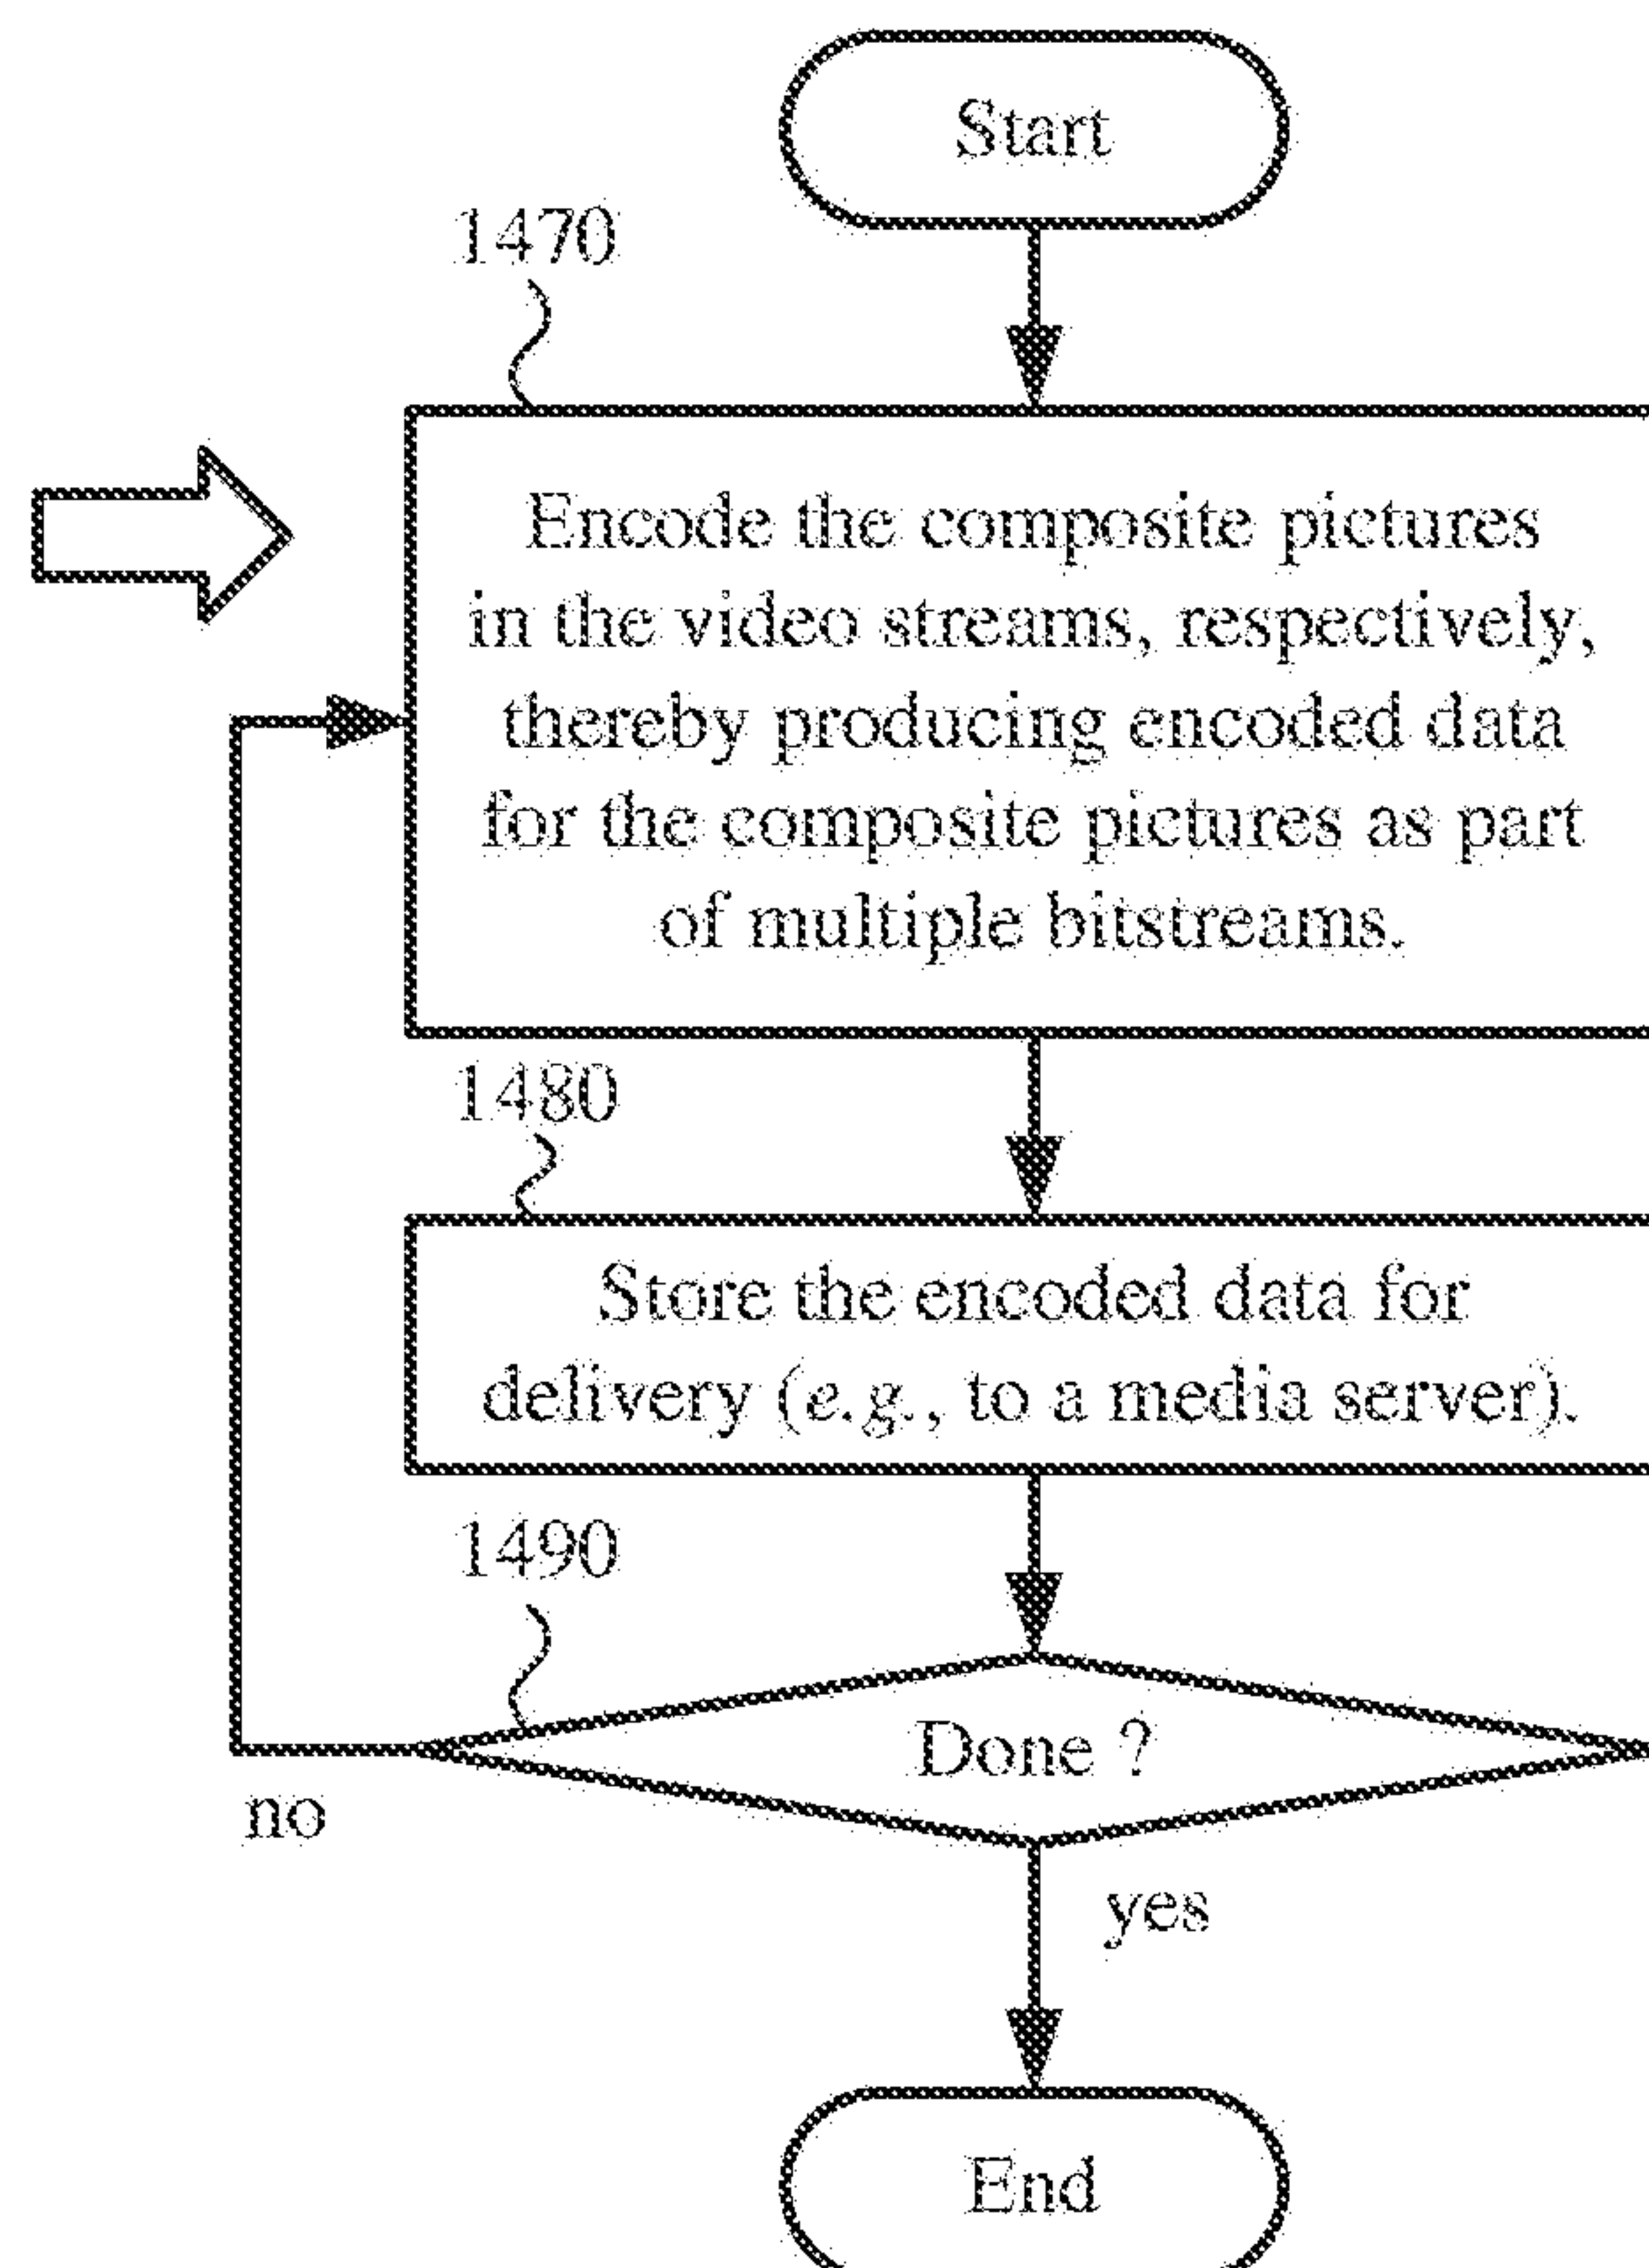 Start
1470
Encode the composite pictures
in the video streams, respectively,
thereby producing encoded data
for the composite pictures as part
of multiple bitstreams.
1480
Store the encoded data for
delivery (e.g., to a media server).
1490
Done ?
no
yes
End